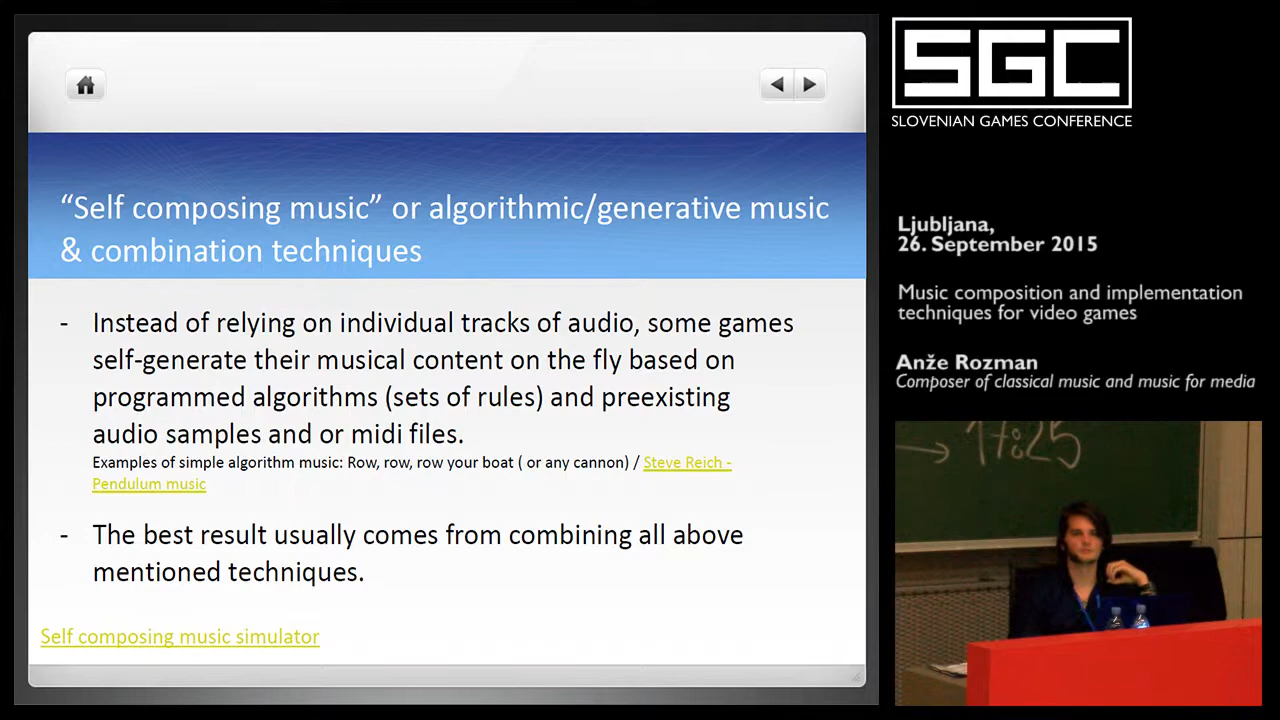 “Self composing music” or algorithmic/generative music
& combination techniques
- Instead of relying on individual tracks of audio, some games
self-generate their musical content on the fly based on
programmed algorithms (sets of rules) and preexisting
audio samples and or midi files.
Examples of simple algorithm music: Row, row, row your boat ( or any cannon) / Steve Reich -
Pendulum music
- The best result usually comes from combining all above
mentioned techniques.
Self composing music simulator
SGC
SLOVENIAN GAMES CONFERENCE
Ljubljana,
26. September 2015
Music composition and implementation
techniques for video games
Anže Rozman
Composer of classical music and music for media
17:25